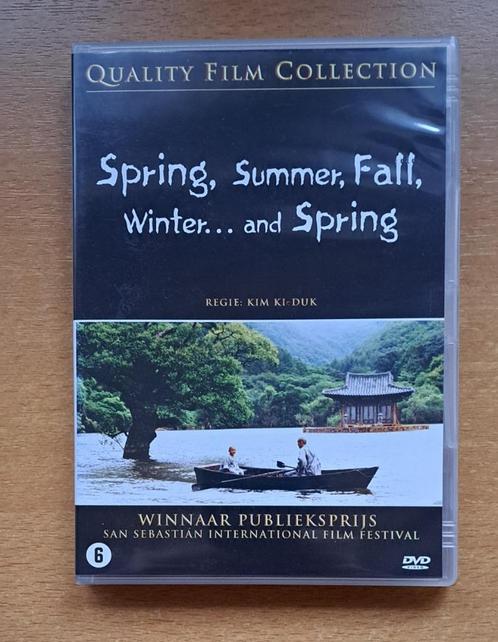 QUALITY FILM COLLECTION
Spring, Summer, Fall,
Winter... and Spring
REGIE: KIM KI-DUK
WINNAAR PUBLIEKSPRIJS
SAN SEBASTIÁN INTERNATIONAL FILM FESTIVAL
6
DVD
VIDEO